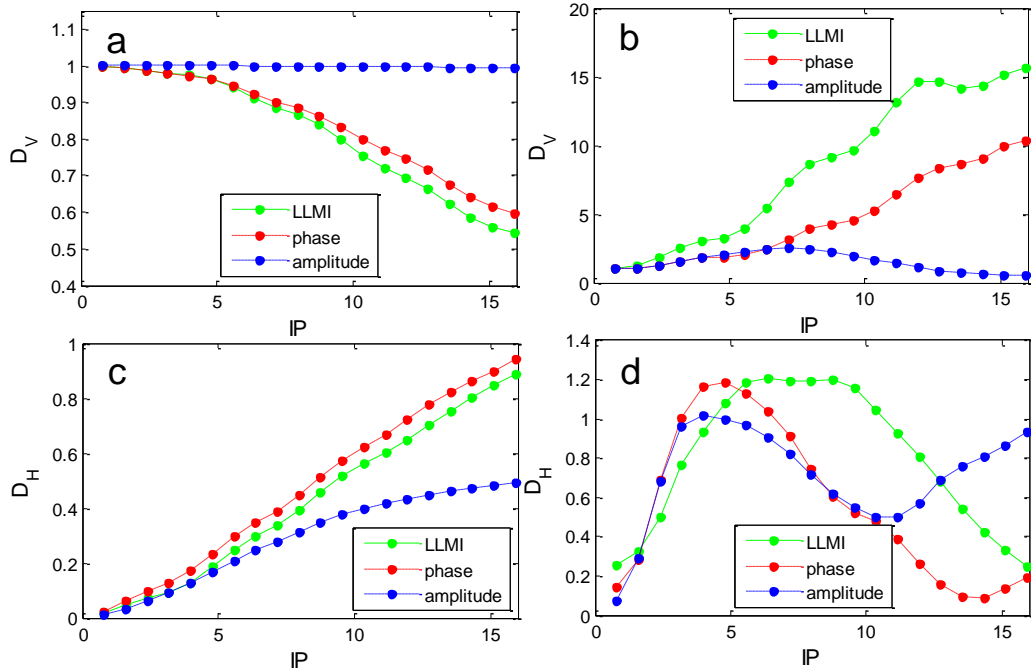 a
1.1
1
0.9
0.8
0.7
0.6
0.5
0.4
D_V
0 5 10 15
IP
LLMI
phase
amplitude
b
20
15
10
5
0
D_V
0 5 10 15
IP
LLMI
phase
amplitude
c
1
0.8
0.6
0.4
0.2
0
D_H
0 5 10 15
IP
LLMI
phase
amplitude
d
1.4
1.2
1
0.8
0.6
0.4
0.2
0
D_H
0 5 10 15
IP
LLMI
phase
amplitude